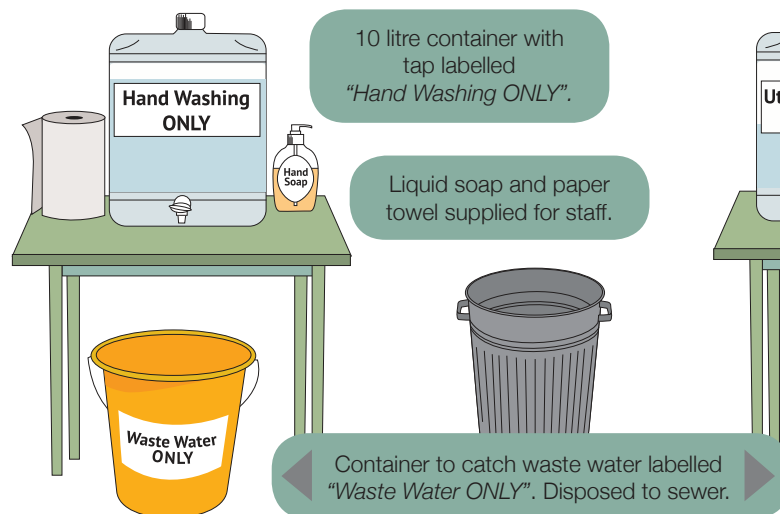 10 litre container with
tap labelled
"Hand Washing ONLY".
Hand Washing
ONLY
Hand
Soap
Liquid soap and paper
towel supplied for staff.
Waste Water
ONLY
Container to catch waste water labelled
"Waste Water ONLY". Disposed to sewer.